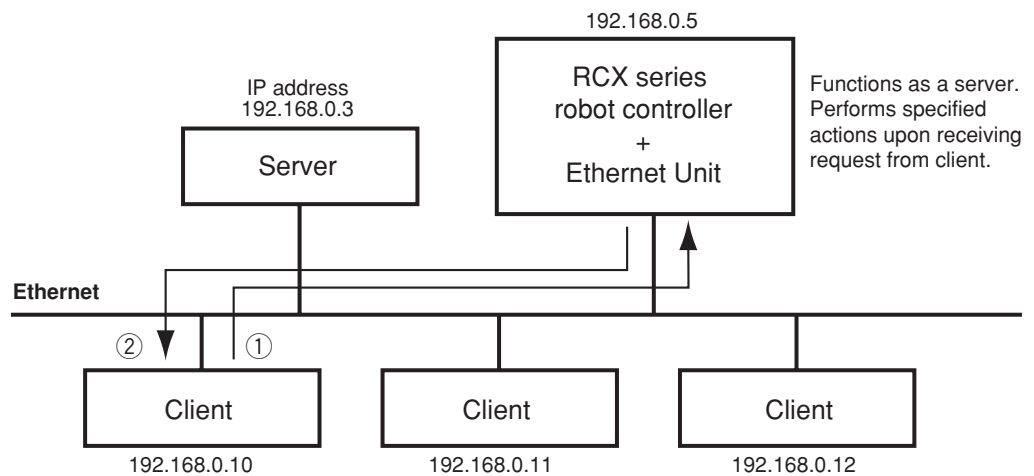 192.168.0.5
RCX series
robot controller
+
Ethernet Unit
Functions as a server.
Performs specified
actions upon receiving
request from client.
IP address
192.168.0.3
Server
Ethernet
②
①
Client
Client
Client
192.168.0.10
192.168.0.11
192.168.0.12